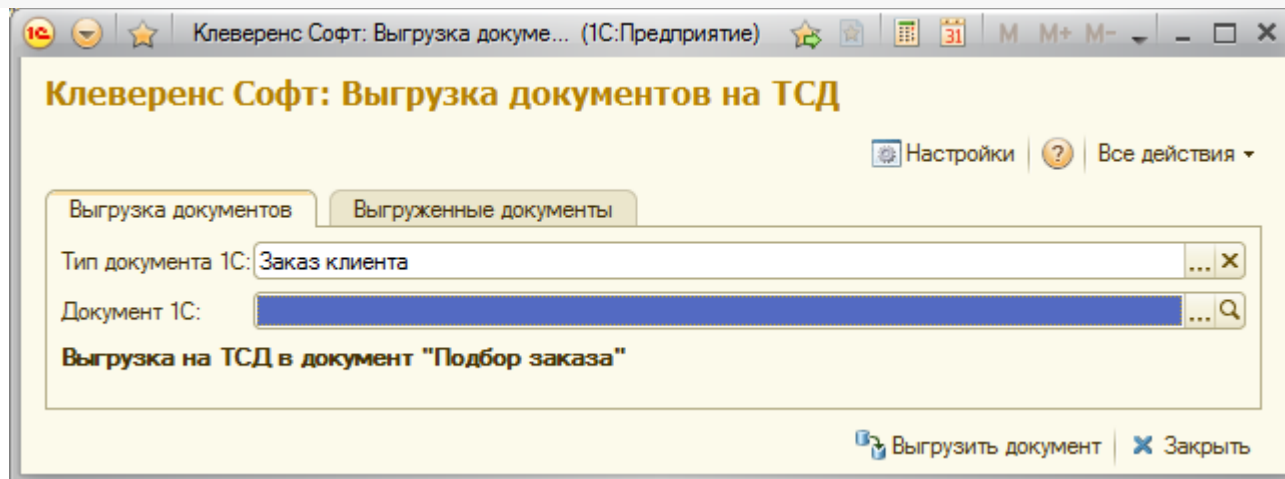 1С Клеверенс Софт: Выгрузка докуме... (1С:Предприятие) 31 M M+ M-
Клеверенс Софт: Выгрузка документов на ТСД
Настройки ? Все действия
Выгрузка документов Выгруженные документы
Тип документа 1С: Заказ клиента ...
Документ 1С: ...
Выгрузка на ТСД в документ "Подбор заказа"
Выгрузить документ Закрыть